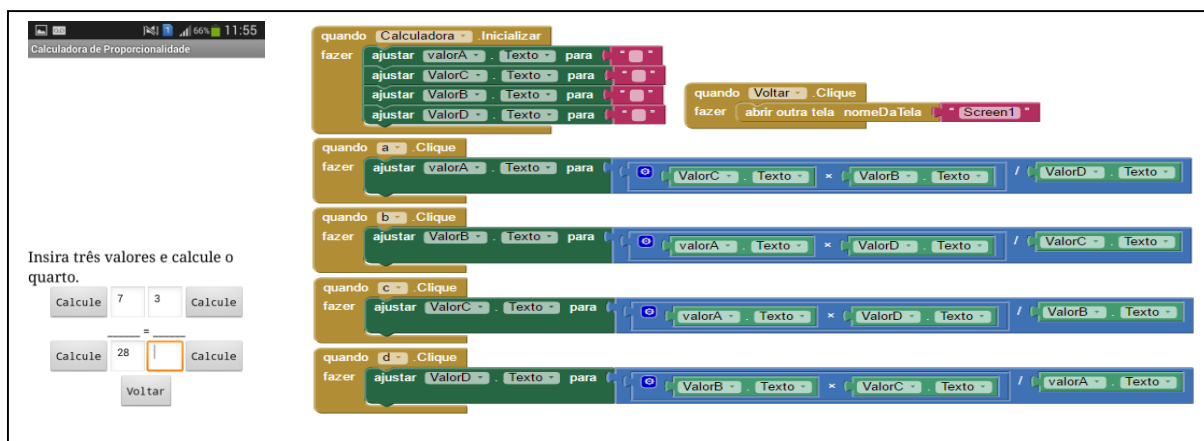 66% 11:55
Calculadora de Proporcionalidade
Insira três valores e calcule o
quarto.
Calcule 7 3 Calcule
_____ = _____
Calcule 28 Calcule
Voltar
quando Calculadora .Inicializar
fazer ajustar valorA . Texto para " "
ajustar valorC . Texto para " "
ajustar ValorB . Texto para " "
ajustar ValorD . Texto para " "
quando Voltar .Clique
fazer abrir outra tela nomeDaTela " Screen1 "
quando a .Clique
fazer ajustar valorA . Texto para ValorC . Texto × ValorB . Texto / ValorD . Texto
quando b .Clique
fazer ajustar ValorB . Texto para valorA . Texto × ValorD . Texto / ValorC . Texto
quando c .Clique
fazer ajustar ValorC . Texto para valorA . Texto × ValorD . Texto / ValorB . Texto
quando d .Clique
fazer ajustar ValorD . Texto para ValorB . Texto × ValorC . Texto / valorA . Texto